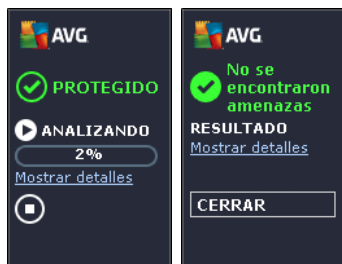 AVG
PROTEGIDO
ANALIZANDO
2%
Mostrar detalles
AVG
No se
encontraron
amenazas
RESULTADO
Mostrar detalles
CERRAR